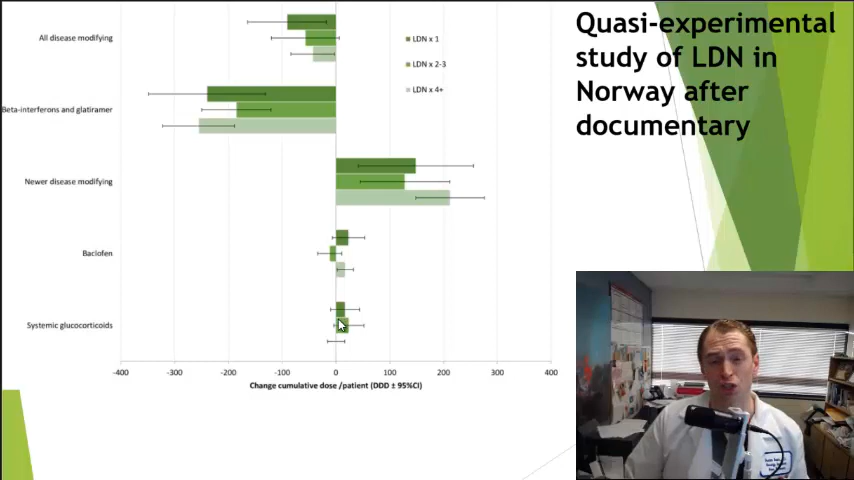 Quasi-experimental
study of LDN in
Norway after
documentary
All disease modifying
Beta-interferons and glatiramer
Newer disease modifying
Baclofen
Systemic glucocorticoids
LDN x 1
LDN x 2-3
LDN x 4+
-400 -300 -200 -100 0 100 200 300 400
Change cumulative dose /patient (DDD ± 95%CI)